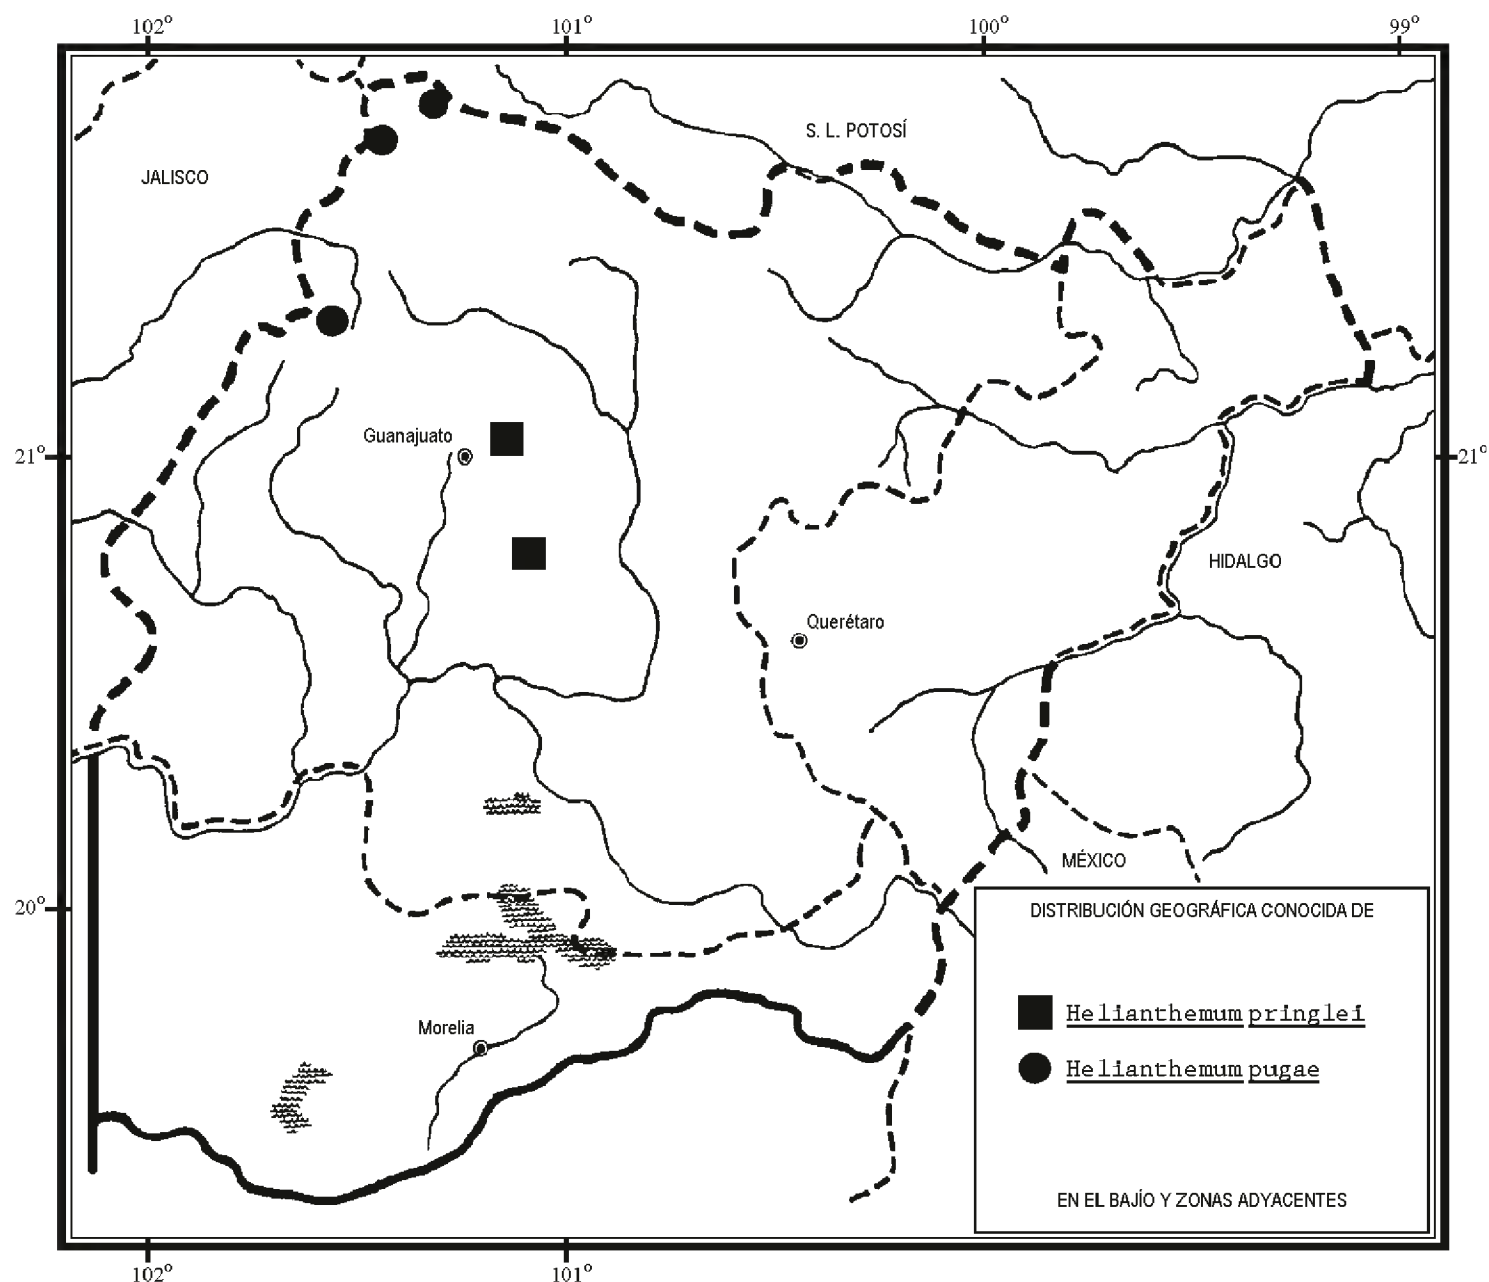 102° 101° 100° 99°
S. L. POTOSÍ
JALISCO
Guanajuato
21° 21°
HIDALGO
Querétaro
MÉXICO
20°
DISTRIBUCIÓN GEOGRÁFICA CONOCIDA DE
Helianthemum pringlei
Morelia
Helianthemum pugae
EN EL BAJÍO Y ZONAS ADYACENTES
102° 101°